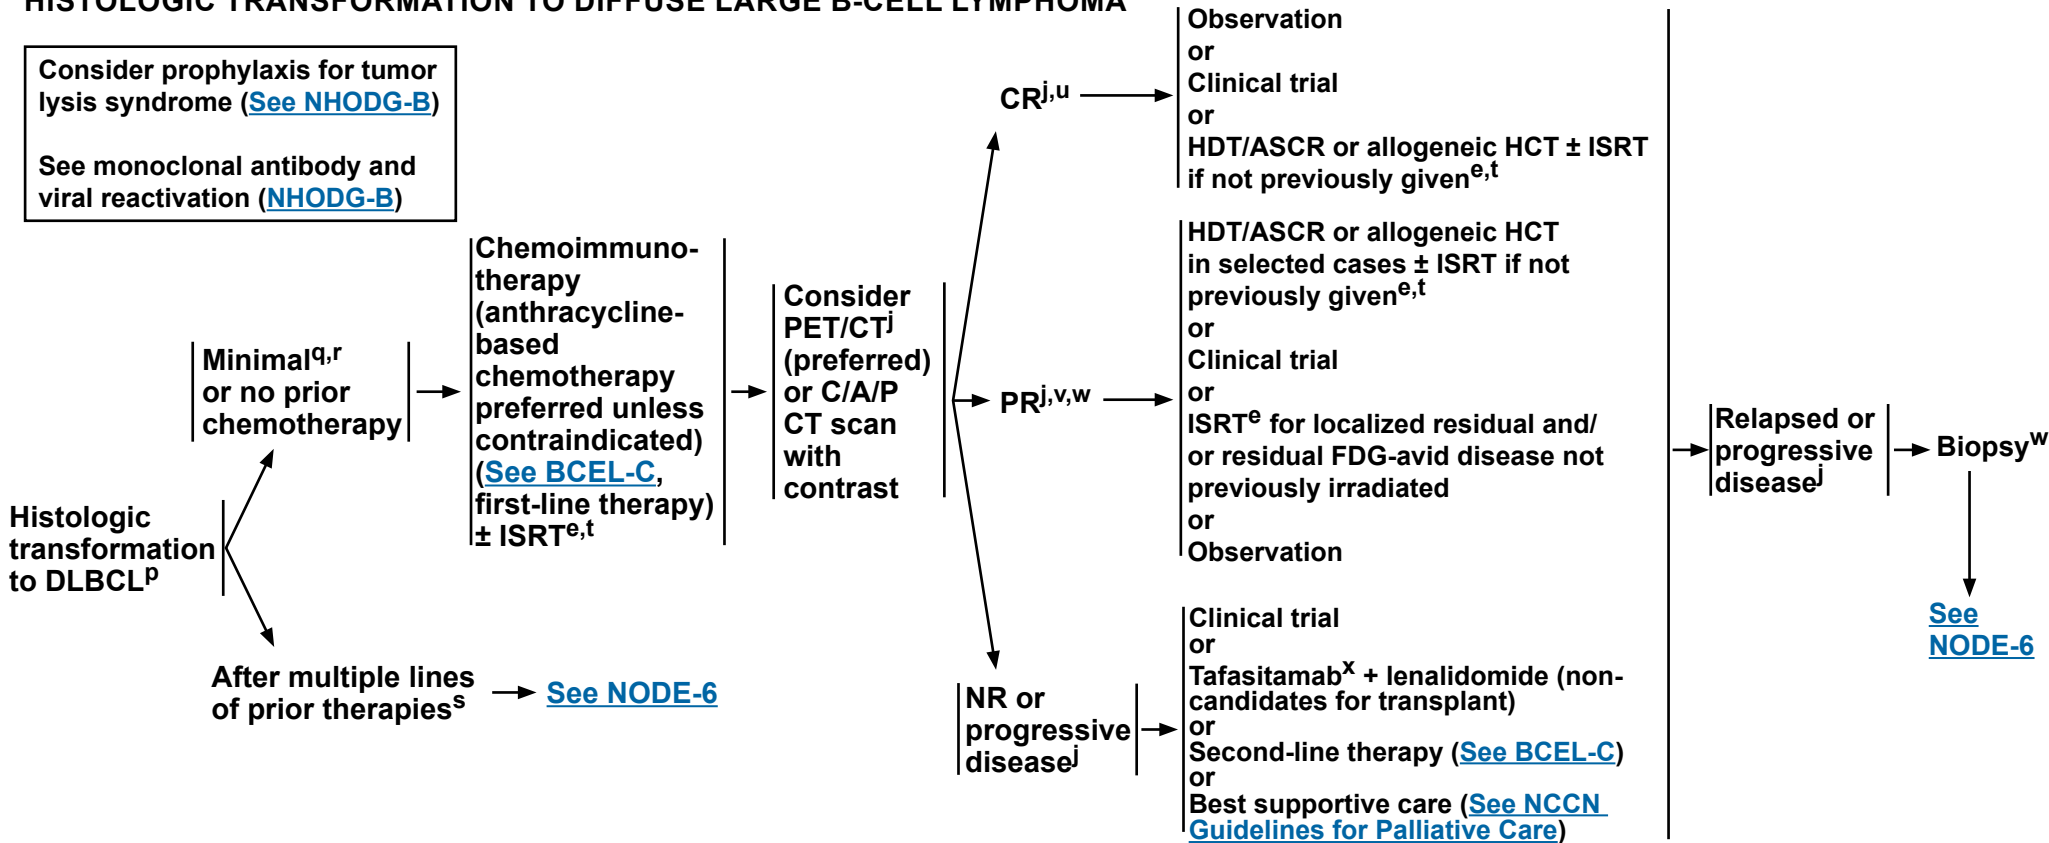 HISTOLOGIC TRANSFORMATION TO DIFFUSE LARGE B-CELL LYMPHOMA
Consider prophylaxis for tumor
lysis syndrome (See NHODG-B)
See monoclonal antibody and
viral reactivation (NHODG-B)
Histologic
transformation
to DLBCLp
Minimalq,r
or no prior
chemotherapy
After multiple lines
of prior therapiess
See NODE-6
Chemoimmuno-
therapy
(anthracycline-
based
chemotherapy
preferred unless
contraindicated)
(See BCEL-C,
first-line therapy)
± ISRTe,t
Consider
PET/CTj
(preferred)
or C/A/P
CT scan
with
contrast
CRj,u
Observation
or
Clinical trial
or
HDT/ASCR or allogeneic HCT ± ISRT
if not previously givene,t
PRj,v,w
HDT/ASCR or allogeneic HCT
in selected cases ± ISRT if not
previously givene,t
or
Clinical trial
or
ISRTe for localized residual and/
or residual FDG-avid disease not
previously irradiated
or
Observation
NR or
progressive
diseasej
Clinical trial
or
Tafasitamabx + lenalidomide (non-
candidates for transplant)
or
Second-line therapy (See BCEL-C)
or
Best supportive care (See NCCN
Guidelines for Palliative Care)
Relapsed or
progressive
diseasej
Biopsyw
See
NODE-6